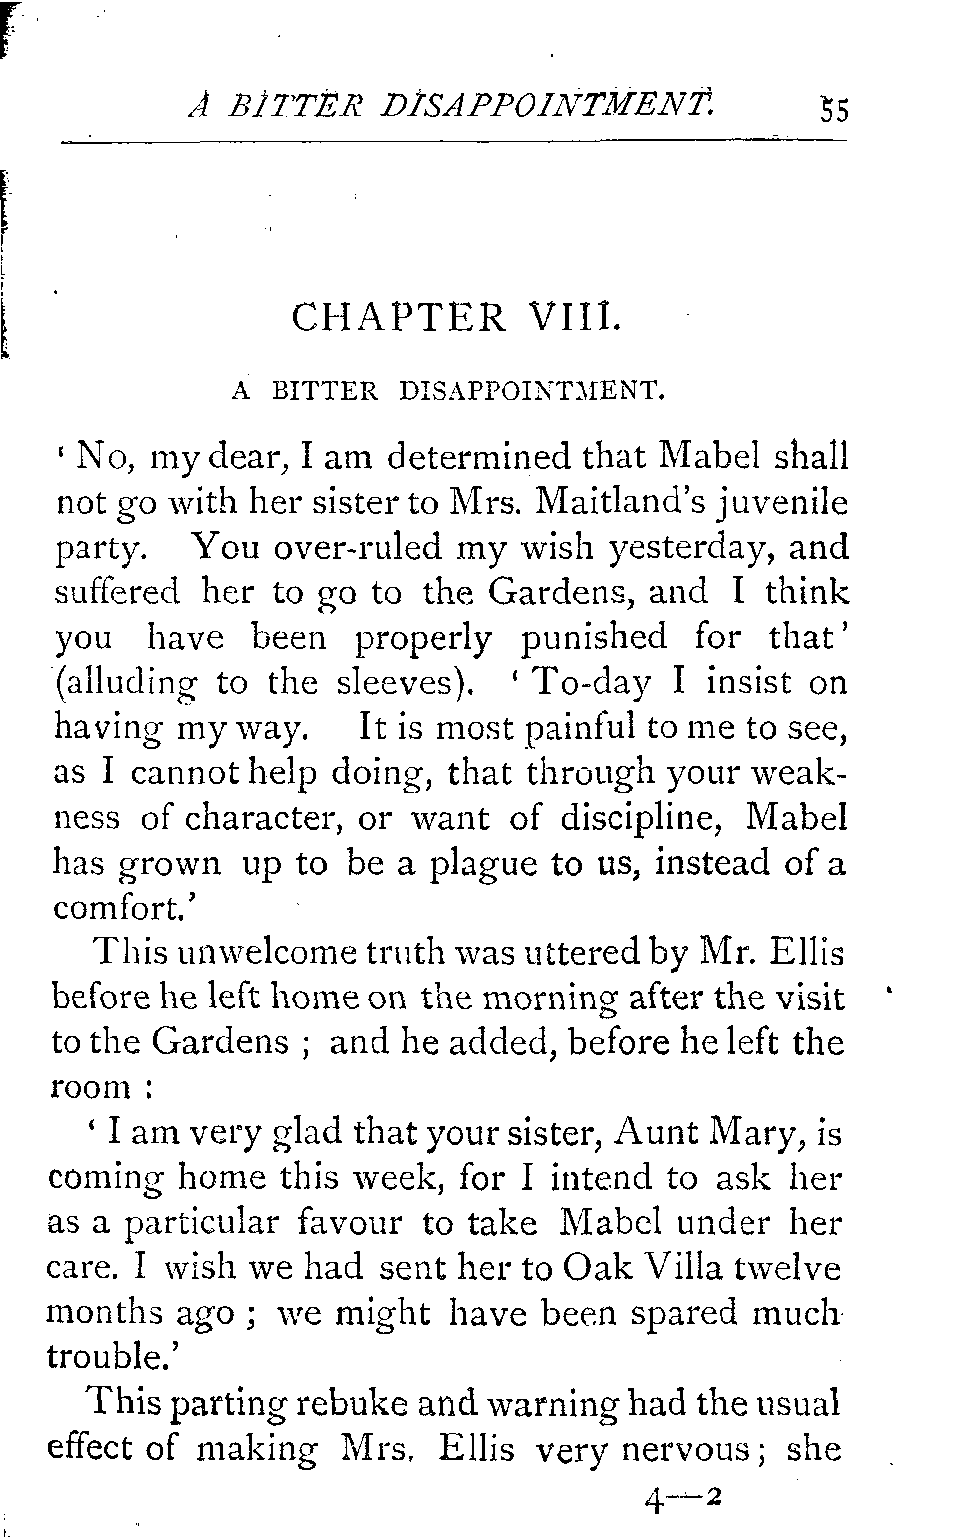 A BITTER DISAPPOINTMENT. 55
CHAPTER VIII.
A BITTER DISAPPOINTMENT.
‘ No, my dear, I am determined that Mabel shall
not go with her sister to Mrs. Maitland’s juvenile
party. You over-ruled my wish yesterday, and
suffered her to go to the Gardens, and I think
you have been properly punished for that’
(alluding to the sleeves). ‘ To-day I insist on
having my way. It is most painful to me to see,
as I cannot help doing, that through your weak-
ness of character, or want of discipline, Mabel
has grown up to be a plague to us, instead of a
comfort.’
This unwelcome truth was uttered by Mr. Ellis
before he left home on the morning after the visit
to the Gardens ; and he added, before he left the
room :
‘ I am very glad that your sister, Aunt Mary, is
coming home this week, for I intend to ask her
as a particular favour to take Mabel under her
care. I wish we had sent her to Oak Villa twelve
months ago ; we might have been spared much
trouble.’
This parting rebuke and warning had the usual
effect of making Mrs. Ellis very nervous ; she
4—2